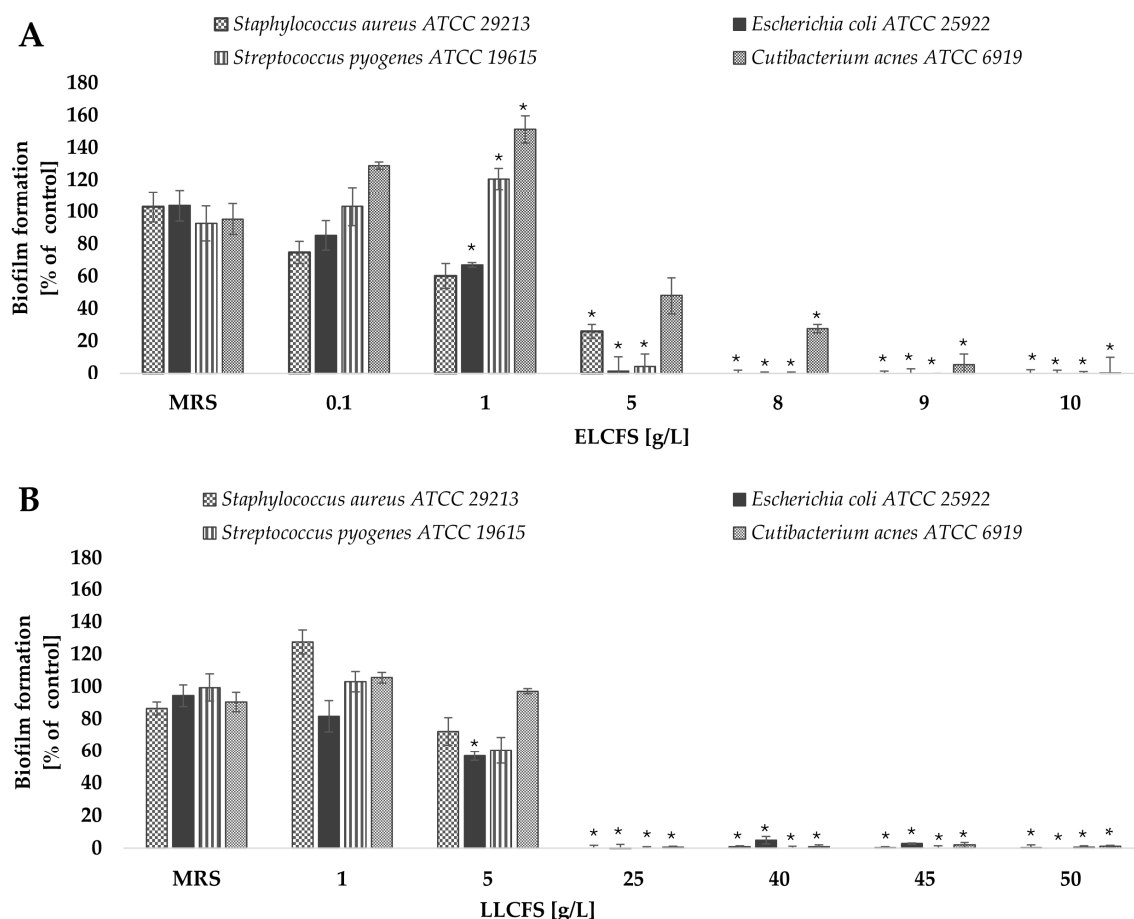 A
Staphylococcus aureus ATCC 29213
Escherichia coli ATCC 25922
Streptococcus pyogenes ATCC 19615
Cutibacterium acnes ATCC 6919
180
160
140
120
100
80
60
40
20
0
Biofilm formation
[% of control]
* * * * * * * * * * * * * * * * * * *
MRS 0.1 1 5 8 9 10
ELCFS [g/L]
B
Staphylococcus aureus ATCC 29213
Escherichia coli ATCC 25922
Streptococcus pyogenes ATCC 19615
Cutibacterium acnes ATCC 6919
180
160
140
120
100
80
60
40
20
0
Biofilm formation
[% of control]
* * * * * * * * * * * * * * * * *
MRS 1 5 25 40 45 50
LLCFS [g/L]